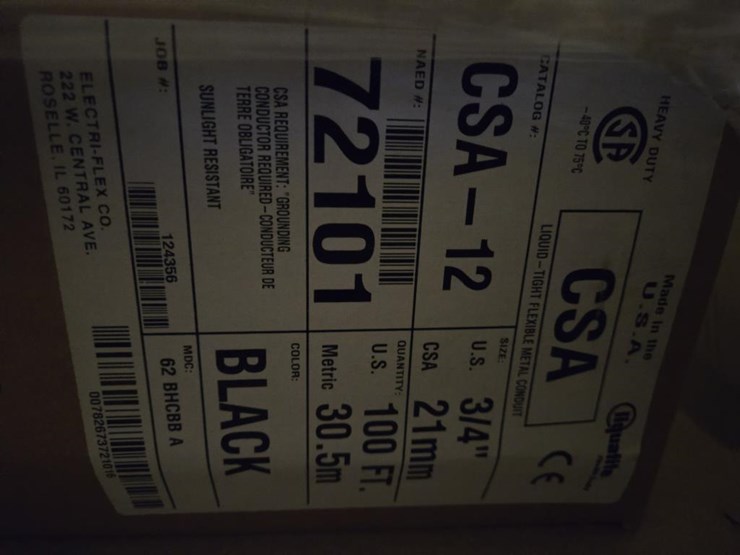 HEAVY DUTY
Made in the
U.S.A.
-40°C TO 75°C
CSA
Liquatite
CE
LIQUID-TIGHT FLEXIBLE METAL CONDUIT
CATALOG #:
CSA-12
SIZE:
U.S. 3/4"
CSA 21mm
NAED #:
72101
QUANTITY:
U.S. 100 FT.
Metric 30.5m
CSA REQUIREMENT: "GROUNDING
CONDUCTOR REQUIRED-CONDUCTEUR DE
TERRE OBLIGATOIRE"
SUNLIGHT RESISTANT
COLOR:
BLACK
JOB #:
124356
MDC:
62 BHCBB A
ELECTRI-FLEX CO.
222 W. CENTRAL AVE.
ROSELLE, IL 60172